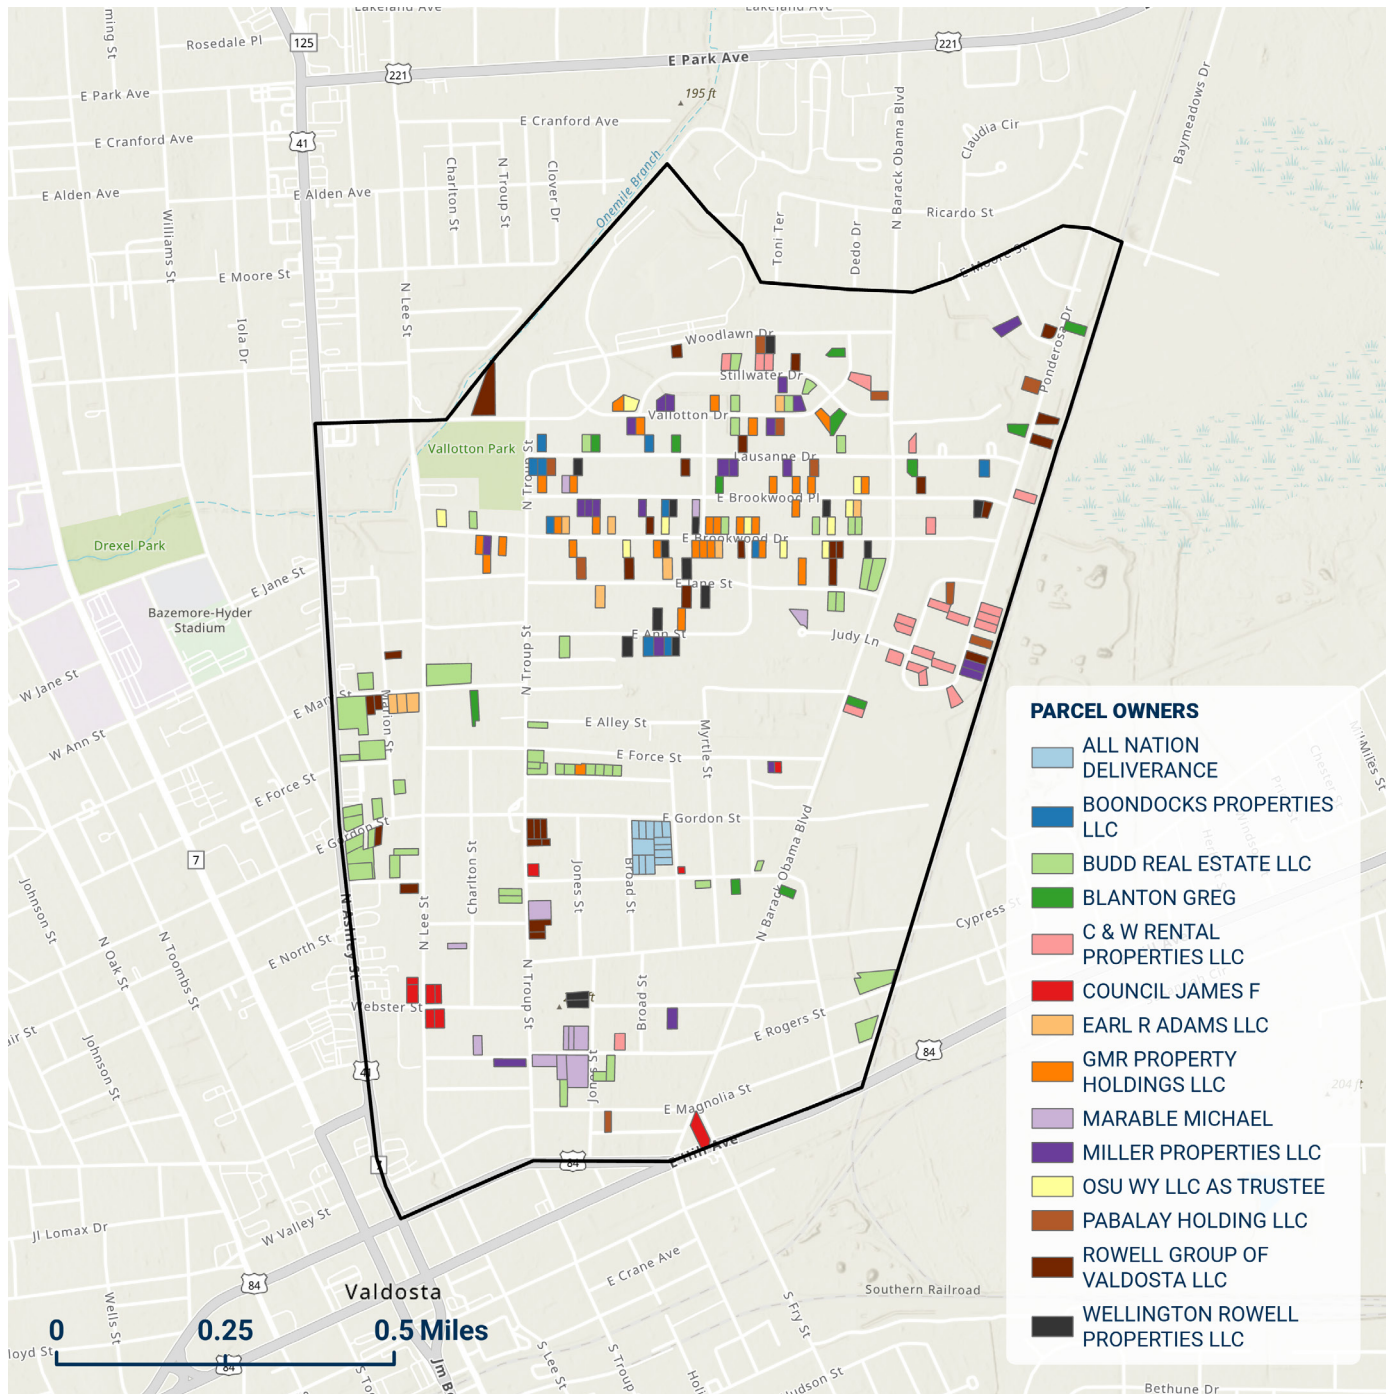 Lakeland Ave
Lakeland Ave
ming St
Rosedale Pl
125
221
E Park Ave
221
Baymeadows Dr
195 ft
E Park Ave
E Cranford Ave
E Cranford Ave
41
Claudia Cir
N Barack Obama Blvd
Onemile Branch
Charlton St
N Troup St
Clover Dr
E Alden Ave
E Alden Ave
Williams St
Ricardo St
Toni Ter
Dedo Dr
E Moore St
E Moore St
N Lee St
Iola Dr
Ponderosa Dr
Woodlawn Dr
Stillwater Dr
Vallotton Dr
Vallotton Park
N Troup St
Lausanne Dr
E Brookwood Pl
Drexel Park
E Brookwood Dr
E Jane St
E Jane St
Bazemore-Hyder
Stadium
E Ann St
Judy Ln
N Troup St
W Jane St
E Mary St
Marion St
W Ann St
E Alley St
Myrtle St
E Force St
E Force St
E Gordon St
E Gordon St
7
N Barack Obama Blvd
Charlton St
Jones St
Broad St
Johnson St
N Ashley St
N Lee St
Cypress St
N Oak St
N Toombs St
E North St
Webster St
N Troup St
Broad St
E Rogers St
Johnson St
41
84
Jones St
E Magnolia St
204 ft
E Hill Ave
84
Jl Lomax Dr
W Valley St
E Crane Ave
84
Valdosta
Southern Railroad
Wells St
S Fry St
S Lee St
S Troup
Hudson St
Bethune Dr
84
0
0.25
0.5 Miles
PARCEL OWNERS
ALL NATION
DELIVERANCE
BOONDOCKS PROPERTIES
LLC
BUDD REAL ESTATE LLC
BLANTON GREG
C & W RENTAL
PROPERTIES LLC
COUNCIL JAMES F
EARL R ADAMS LLC
GMR PROPERTY
HOLDINGS LLC
MARABLE MICHAEL
MILLER PROPERTIES LLC
OSU WY LLC AS TRUSTEE
PABALAY HOLDING LLC
ROWELL GROUP OF
VALDOSTA LLC
WELLINGTON ROWELL
PROPERTIES LLC